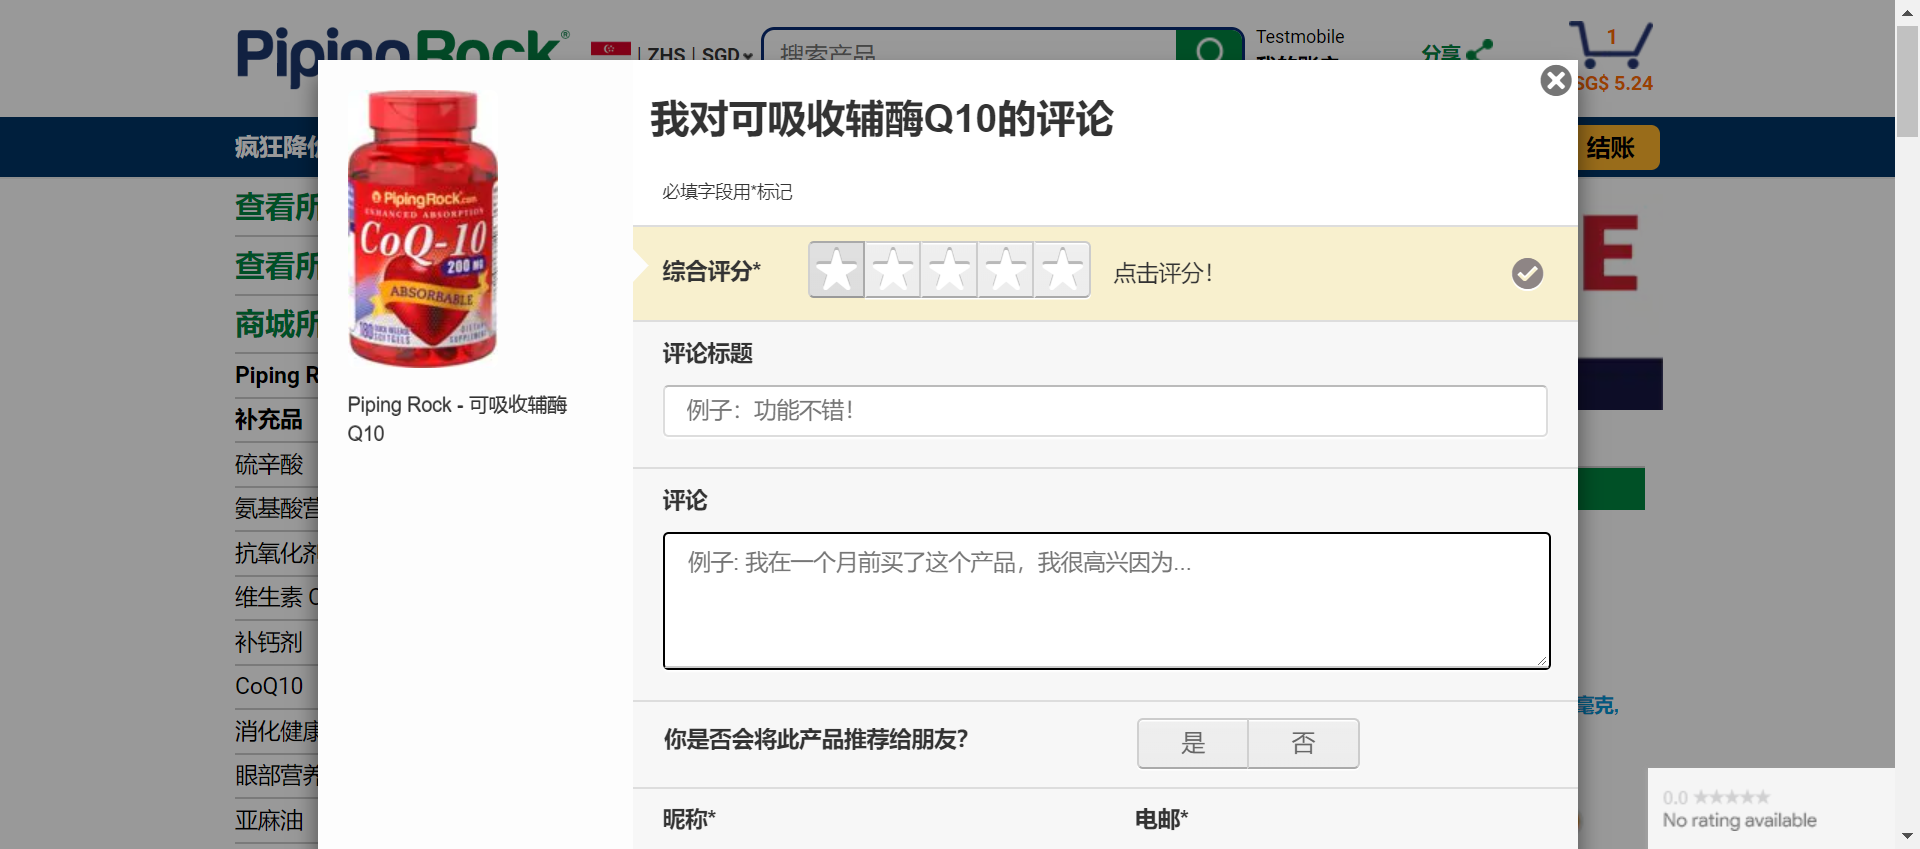 PipingRock®
| ZHS | SGD
搜索产品
Testmobile
分享
1
SG$ 5.24
疯狂降价
结账
查看所
查看所
商城所
Piping R
补充品
硫辛酸
氨基酸营
抗氧化剂
维生素 C
补钙剂
CoQ10
消化健康
眼部营养
亚麻油
PipingRock.com
ENHANCED ABSORPTION
CoQ-10
200 MG
ABSORBABLE
180 QUICK RELEASE SOFTGELS
DIETARY SUPPLEMENT
Piping Rock - 可吸收辅酶
Q10
我对可吸收辅酶Q10的评论
必填字段用*标记
综合评分*
点击评分！
评论标题
例子：功能不错！
评论
例子: 我在一个月前买了这个产品，我很高兴因为...
你是否会将此产品推荐给朋友？
是
否
昵称*
电邮*
E
毫克,
0.0 ★★★★★
No rating available